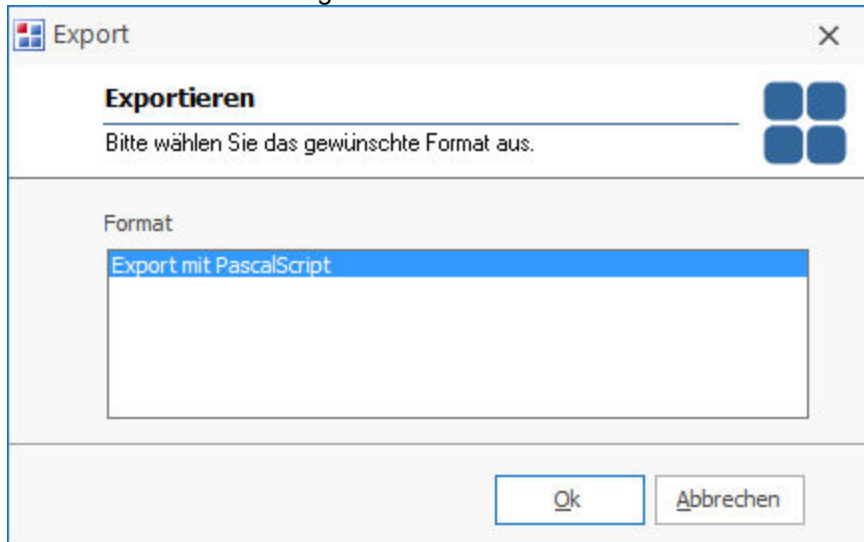 Export
Exportieren
Bitte wählen Sie das gewünschte Format aus.
Format
Export mit PascalScript
Ok
Abbrechen